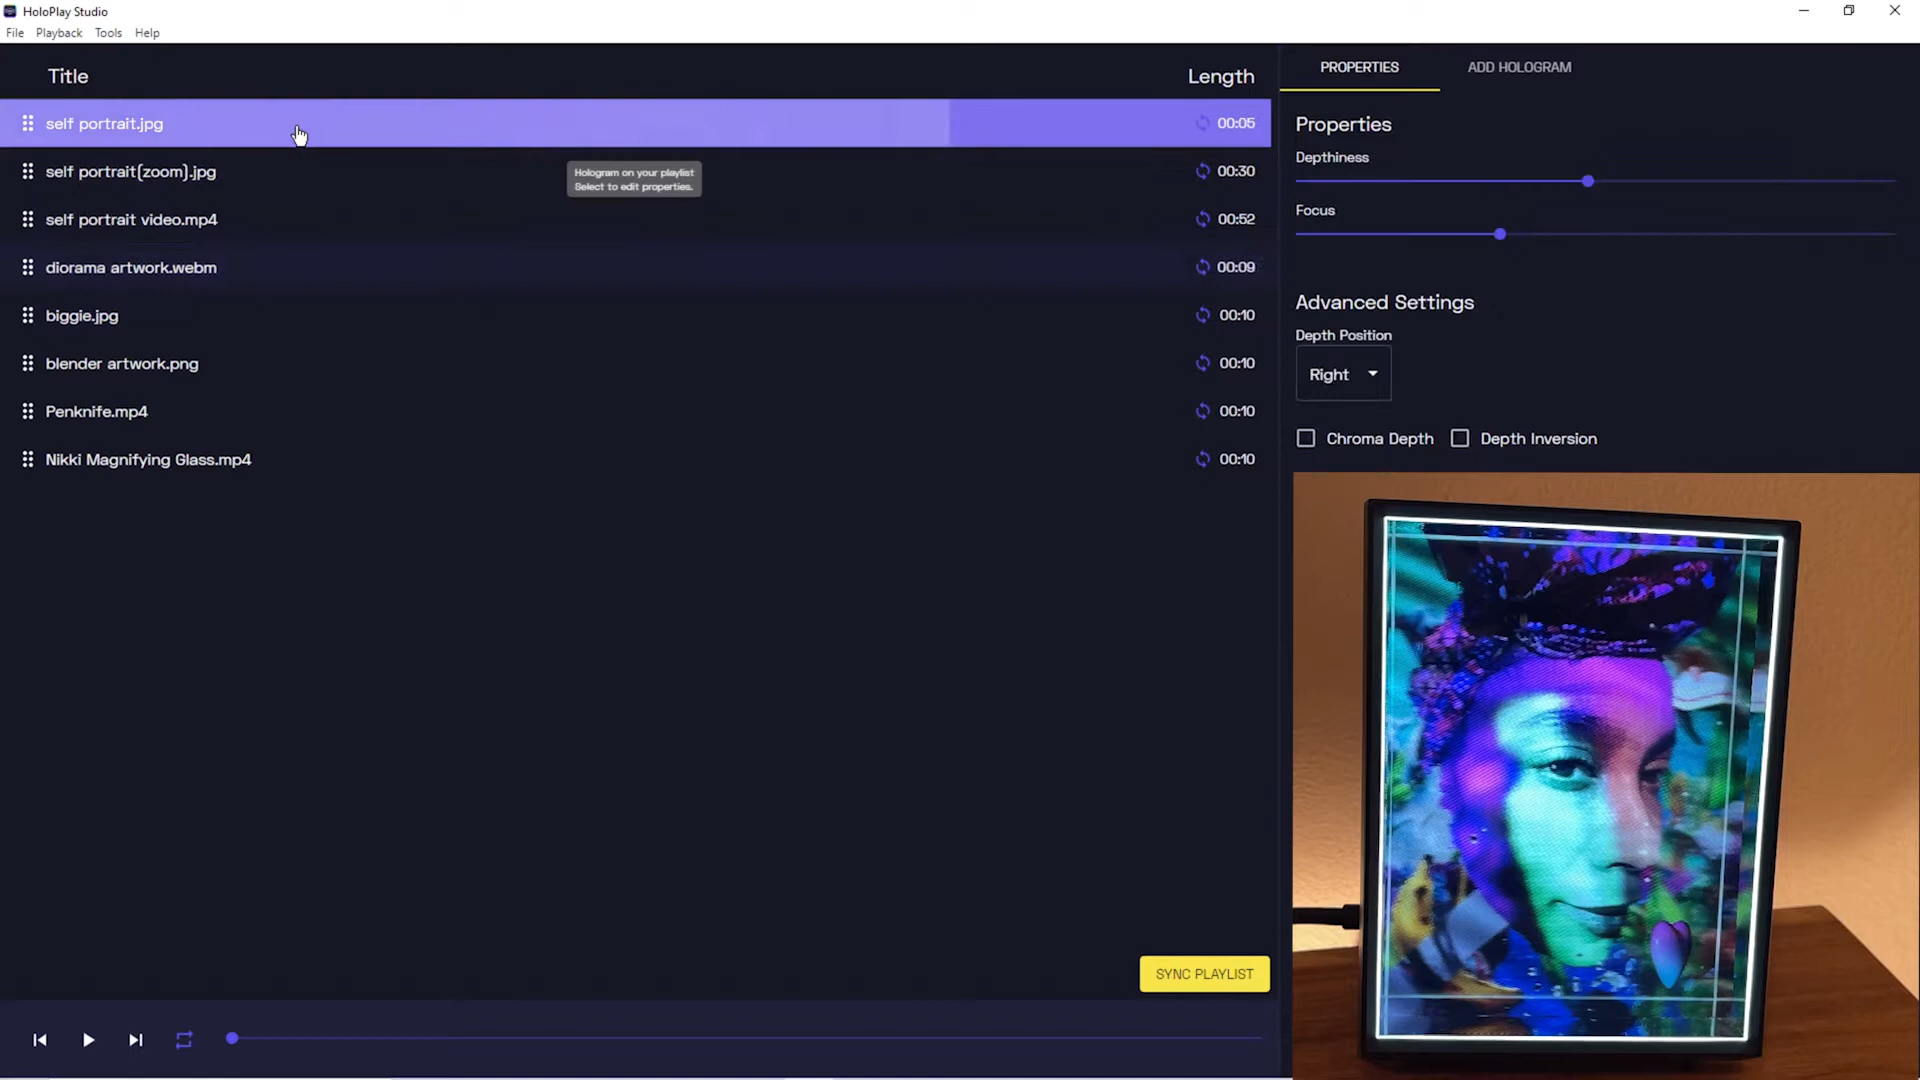 HoloPlay Studio
File Playback Tools Help
Title Length
self portrait.jpg 00:05
self portrait(zoom).jpg 00:30
Hologram on your playlist
Select to edit properties.
self portrait video.mp4 00:52
diorama artwork.webm 00:09
biggie.jpg 00:10
blender artwork.png 00:10
Penknife.mp4 00:10
Nikki Magnifying Glass.mp4 00:10
SYNC PLAYLIST
PROPERTIES ADD HOLOGRAM
Properties
Depthiness
Focus
Advanced Settings
Depth Position
Right
Chroma Depth Depth Inversion